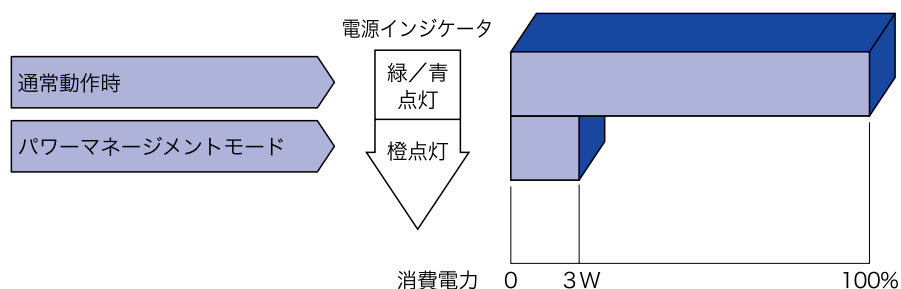 電源インジケータ
通常動作時
緑／青
点灯
パワーマネージメントモード
橙点灯
消費電力 0 3W 100%